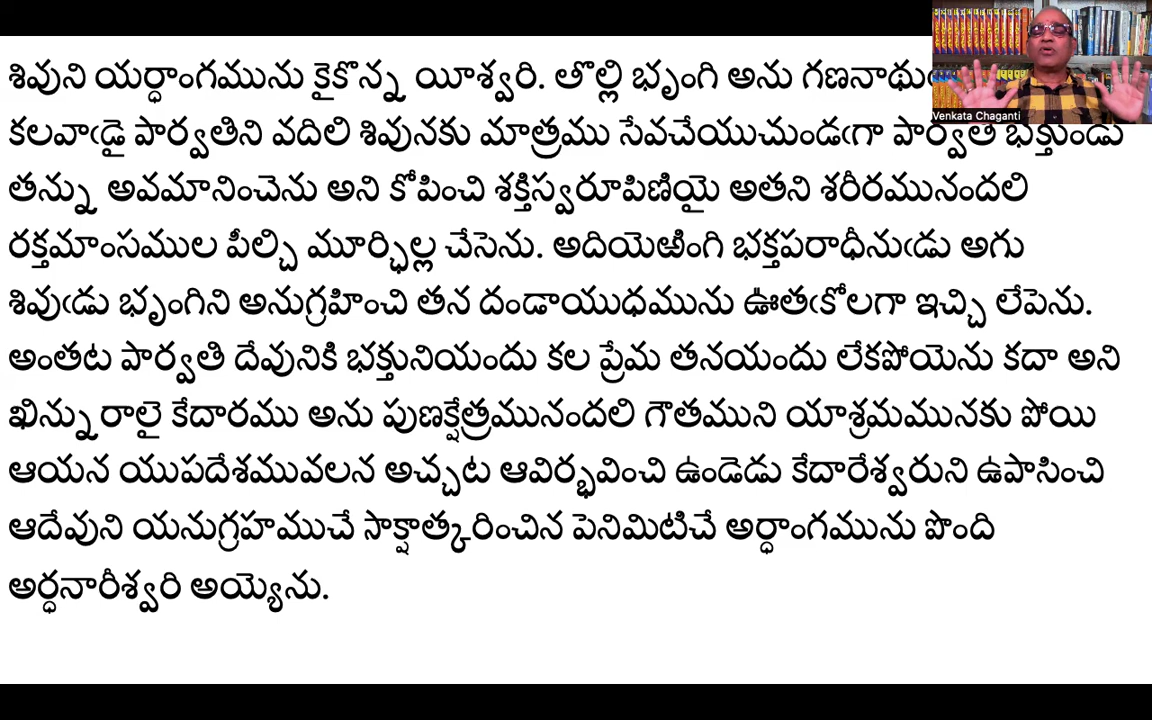 శివుని యర్ధాంగమును కైకొన్న యీశ్వరి. తొల్లి భృంగి అను గణనాథు
Venkata Chaganti
కలవాఁడై పార్వతిని వదిలి శివునకు మాత్రము సేవచేయుచుండఁగా పార్వతి భక్తుండు
తన్ను అవమానించెను అని కోపించి శక్తిస్వరూపిణియై అతని శరీరమునందలి
రక్తమాంసముల పీల్చి మూర్ఛిల్ల చేసెను. అదియెఱింగి భక్తపరాధీనుఁడు అగు
శివుఁడు భృంగిని అనుగ్రహించి తన దండాయుధమును ఊతఁకోలగా ఇచ్చి లేపెను.
అంతట పార్వతి దేవునికి భక్తునియందు కల ప్రేమ తనయందు లేకపోయెను కదా అని
ఖిన్నురాలై కేదారము అను పుణక్షేత్రమునందలి గౌతముని యాశ్రమమునకు పోయి
ఆయన యుపదేశమువలన అచ్చట ఆవిర్భవించి ఉండెడు కేదారేశ్వరుని ఉపాసించి
ఆదేవుని యనుగ్రహముచే సాక్షాత్కరించిన పెనిమిటిచే అర్ధాంగమును పొంది
అర్ధనారీశ్వరి అయ్యెను.